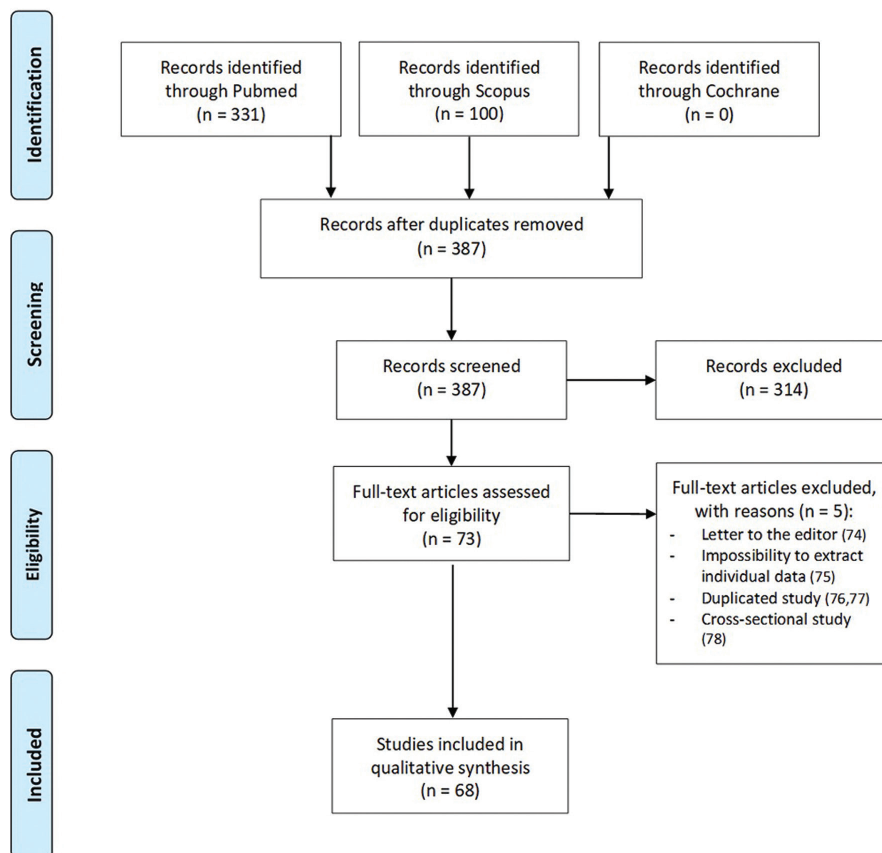 Identification
Records identified
through Pubmed
(n = 331)
Records identified
through Scopus
(n = 100)
Records identified
through Cochrane
(n = 0)
Records after duplicates removed
(n = 387)
Screening
Records screened
(n = 387)
Records excluded
(n = 314)
Eligibility
Full-text articles assessed
for eligibility
(n = 73)
Full-text articles excluded,
with reasons (n = 5):
- Letter to the editor (74)
- Impossibility to extract
individual data (75)
- Duplicated study (76,77)
- Cross-sectional study
(78)
Included
Studies included in
qualitative synthesis
(n = 68)